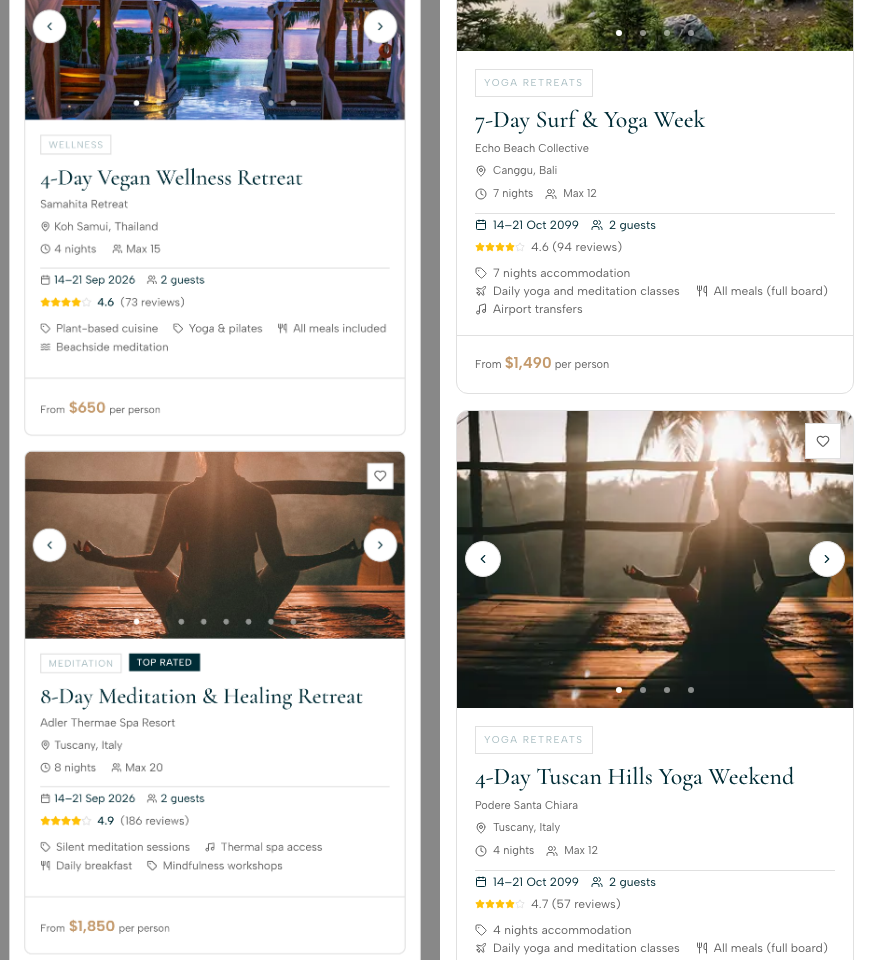 WELLNESS
4-Day Vegan Wellness Retreat
Samahita Retreat
Koh Samui, Thailand
4 nights Max 15
14–21 Sep 2026 2 guests
4.6 (73 reviews)
Plant-based cuisine Yoga & pilates All meals included
Beachside meditation
From $650 per person
MEDITATION TOP RATED
8-Day Meditation & Healing Retreat
Adler Thermae Spa Resort
Tuscany, Italy
8 nights Max 20
14–21 Sep 2026 2 guests
4.9 (186 reviews)
Silent meditation sessions Thermal spa access
Daily breakfast Mindfulness workshops
From $1,850 per person
YOGA RETREATS
7-Day Surf & Yoga Week
Echo Beach Collective
Canggu, Bali
7 nights Max 12
14–21 Oct 2099 2 guests
4.6 (94 reviews)
7 nights accommodation
Daily yoga and meditation classes All meals (full board)
Airport transfers
From $1,490 per person
YOGA RETREATS
4-Day Tuscan Hills Yoga Weekend
Podere Santa Chiara
Tuscany, Italy
4 nights Max 12
14–21 Oct 2099 2 guests
4.7 (57 reviews)
4 nights accommodation
Daily yoga and meditation classes All meals (full board)